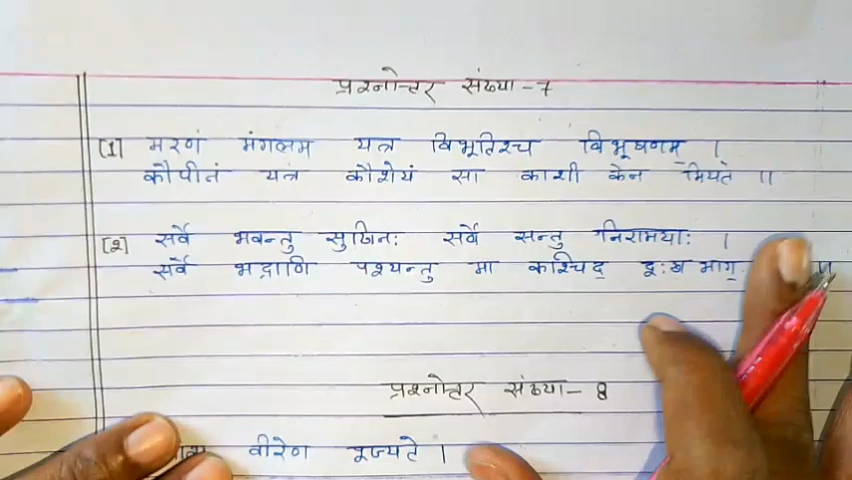 प्रश्नोत्तर संख्या - 7
[1] मरणं मंगलम यत्र विभूतिश्च विभूषणम् ।
कौपीनं यत्र कौशेयं सा काशी केन मियते ॥
[2] सर्वे भवन्तु सुखिनः सर्वे सन्तु निरामयाः ।
सर्वे भद्राणि पश्यन्तु मा कश्चिद् दुःख भाग् ॥
प्रश्नोत्तर संख्या - 8
वीरेण पूज्यते ।